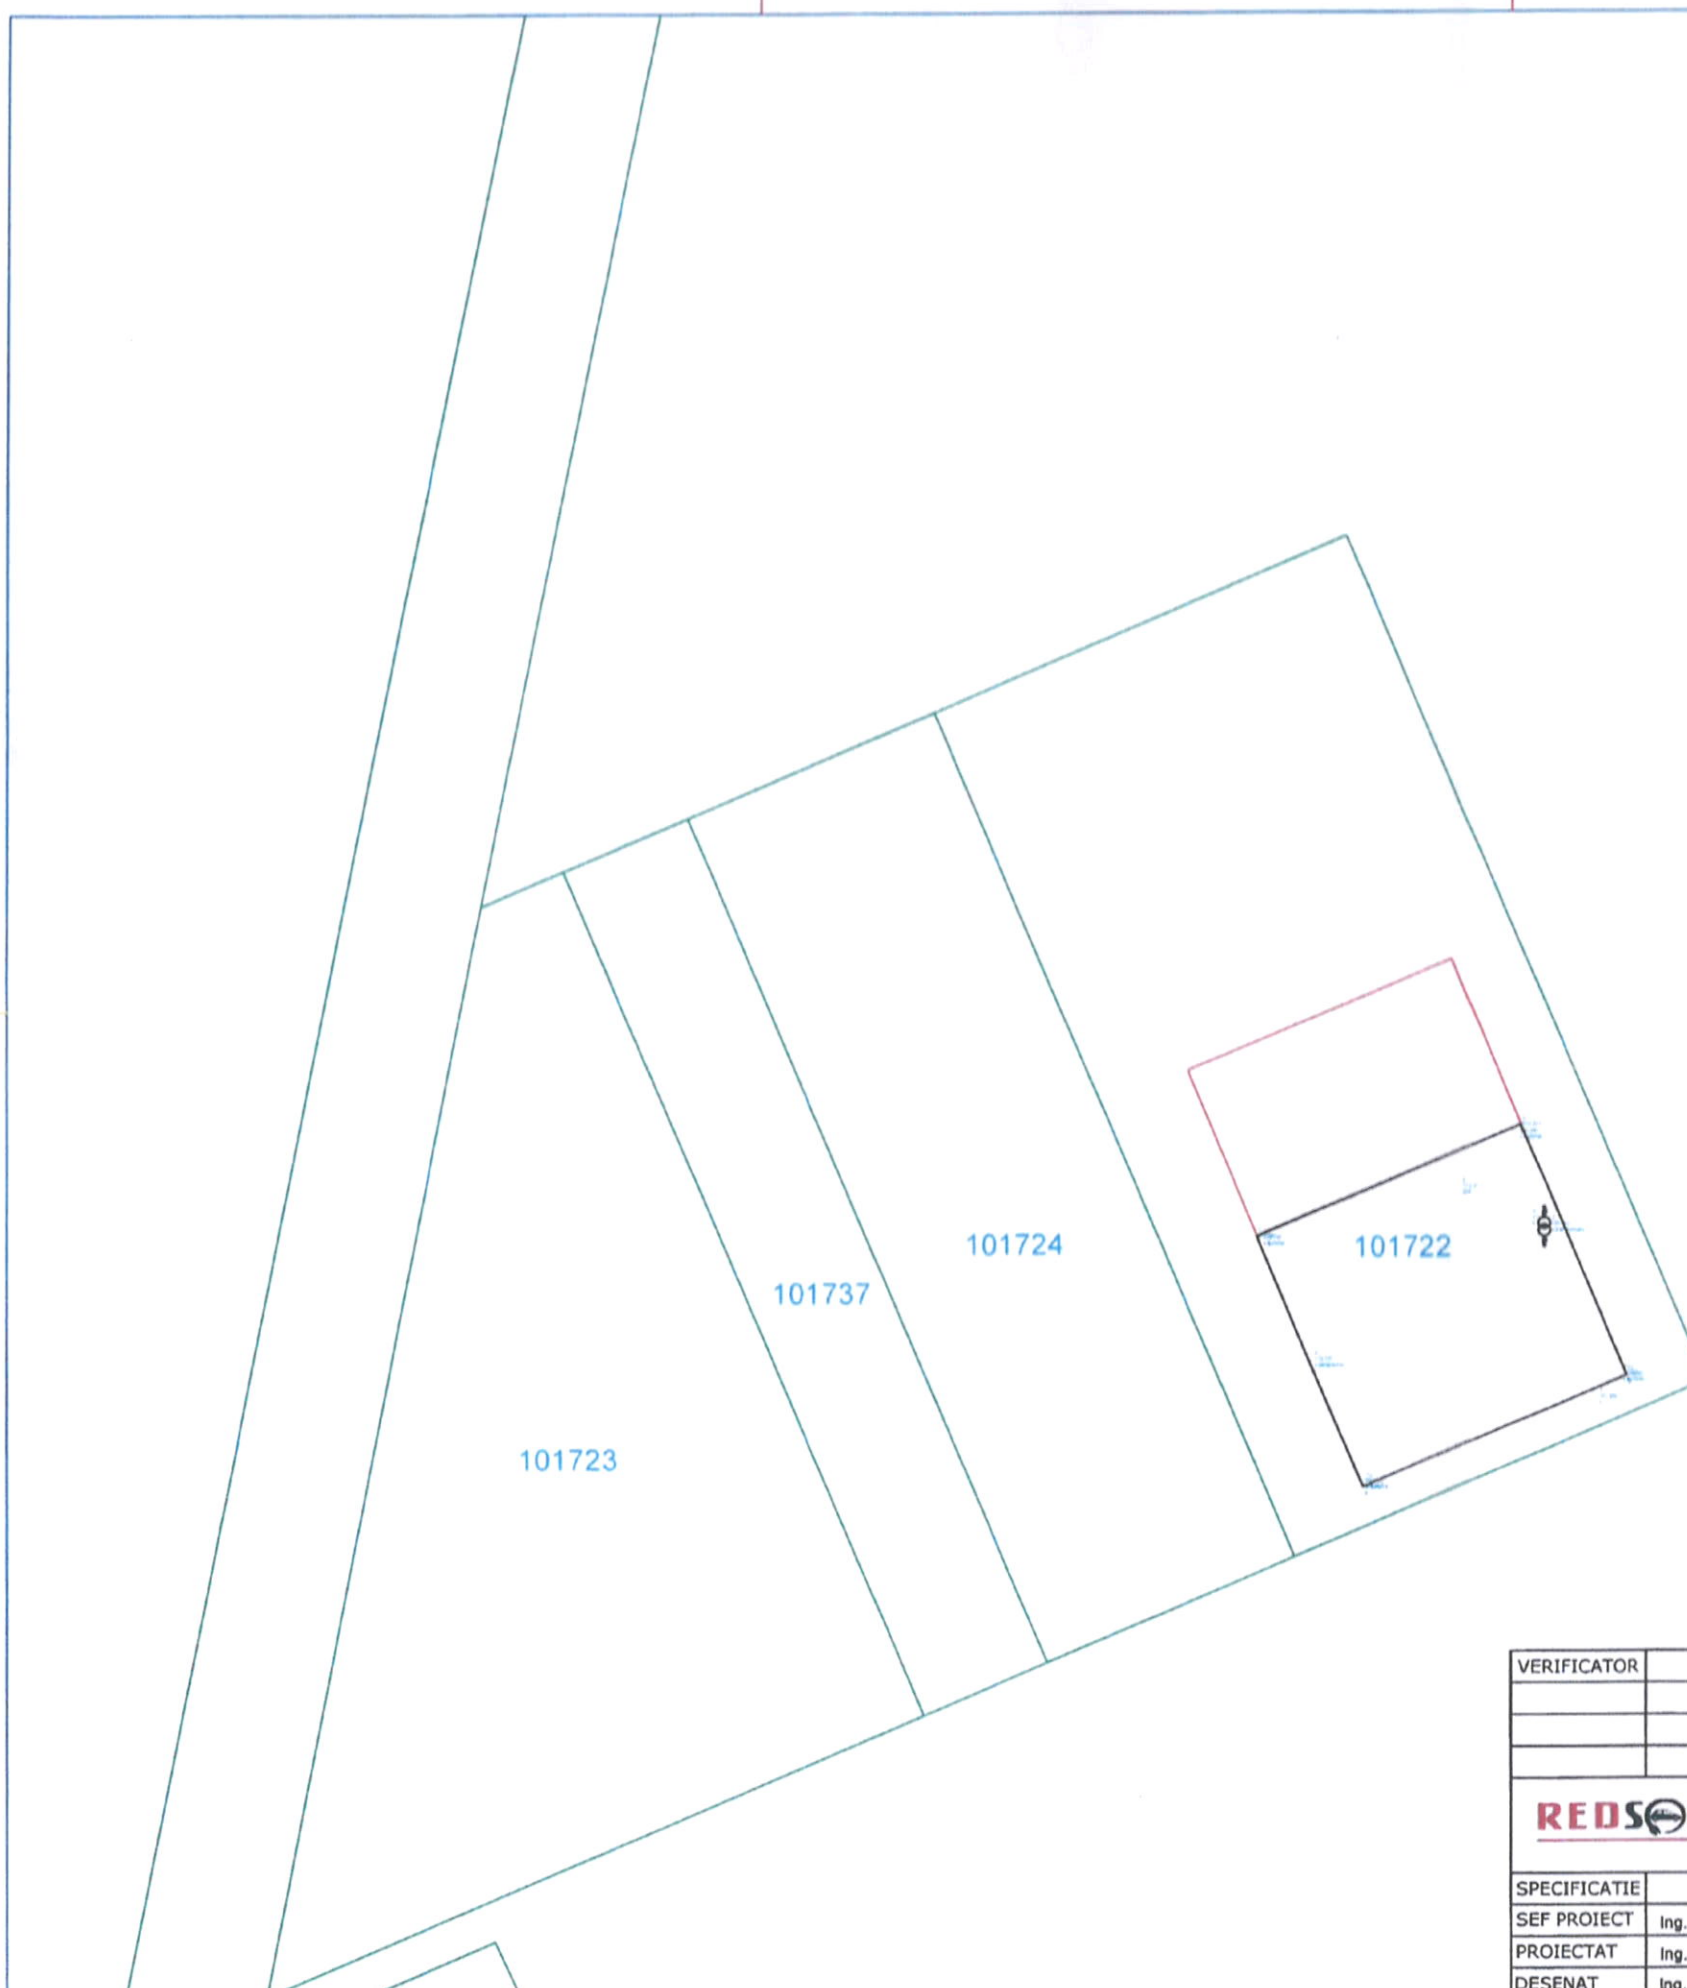 101724
101722
101737
101723
VERIFICATOR
REDS
SPECIFICATIE
SEF PROIECT Ing.
PROIECTAT Ing.
DESENAT Ing.